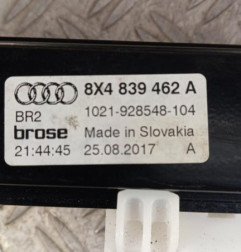 8X4 839 462 A
BR2 1021-928548-104
brose Made in Slovakia
21:44:45 25.08.2017 A